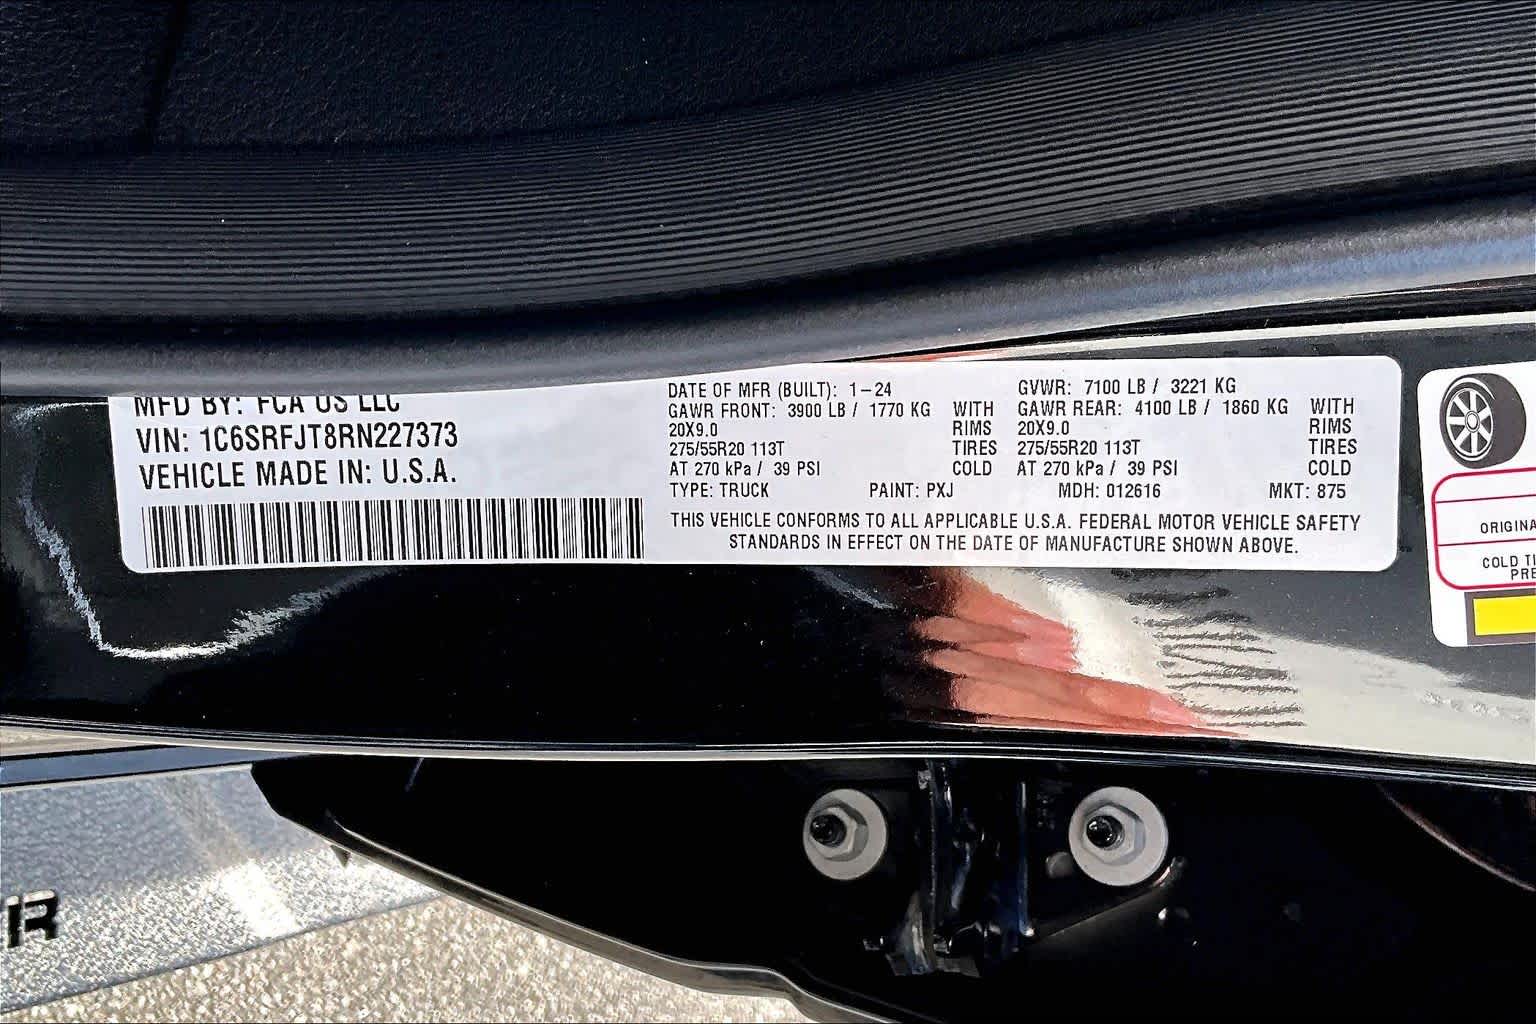 MFD BY: FCA US LLC
VIN: 1C6SRFJT8RN227373
VEHICLE MADE IN: U.S.A.
DATE OF MFR (BUILT): 1-24 GVWR: 7100 LB / 3221 KG
GAWR FRONT: 3900 LB / 1770 KG WITH GAWR REAR: 4100 LB / 1860 KG WITH
20X9.0 RIMS 20X9.0 RIMS
275/55R20 113T TIRES 275/55R20 113T TIRES
AT 270 kPa / 39 PSI COLD AT 270 kPa / 39 PSI COLD
TYPE: TRUCK PAINT: PXJ MDH: 012616 MKT: 875
THIS VEHICLE CONFORMS TO ALL APPLICABLE U.S.A. FEDERAL MOTOR VEHICLE SAFETY
STANDARDS IN EFFECT ON THE DATE OF MANUFACTURE SHOWN ABOVE.
COLD